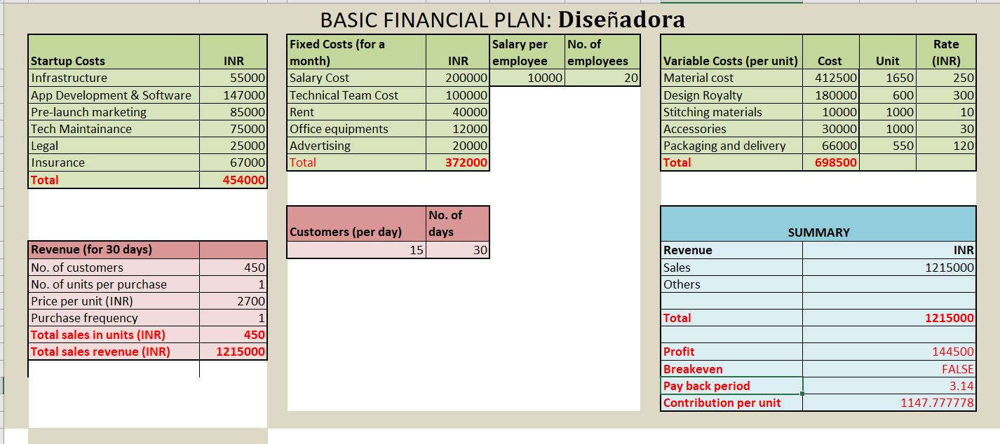 BASIC FINANCIAL PLAN: Diseñadora
Startup Costs INR
Infrastructure 55000
App Development & Software 147000
Pre-launch marketing 85000
Tech Maintainance 75000
Legal 25000
Insurance 67000
Total 454000
Fixed Costs (for a month) INR Salary per employee No. of employees
Salary Cost 200000 10000 20
Technical Team Cost 100000
Rent 40000
Office equipments 12000
Advertising 20000
Total 372000
Variable Costs (per unit) Cost Unit Rate (INR)
Material cost 412500 1650 250
Design Royalty 180000 600 300
Stitching materials 10000 1000 10
Accessories 30000 1000 30
Packaging and delivery 66000 550 120
Total 698500
Revenue (for 30 days)
No. of customers 450
No. of units per purchase 1
Price per unit (INR) 2700
Purchase frequency 1
Total sales in units (INR) 450
Total sales revenue (INR) 1215000
Customers (per day) No. of days
15 30
SUMMARY
Revenue INR
Sales 1215000
Others
Total 1215000
Profit 144500
Breakeven FALSE
Pay back period 3.14
Contribution per unit 1147.777778